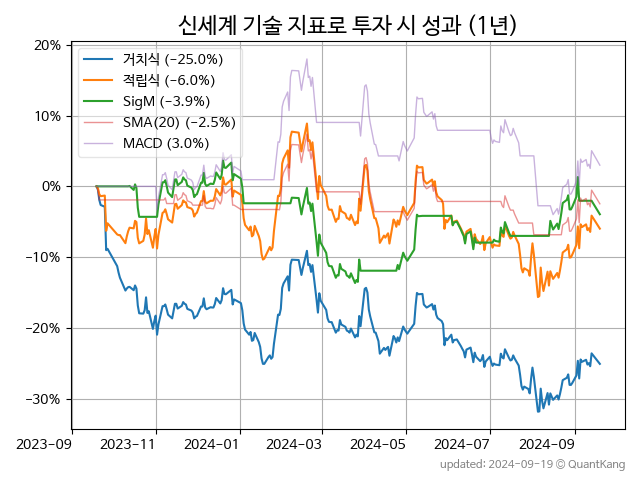 신세계 기술 지표로 투자 시 성과 (1년)
20%
10%
0%
−10%
−20%
−30%
거치식 (−25.0%)
적립식 (−6.0%)
SigM (−3.9%)
SMA(20) (−2.5%)
MACD (3.0%)
2023-09
2023-11
2024-01
2024-03
2024-05
2024-07
2024-09
updated: 2024-09-19 © QuantKang